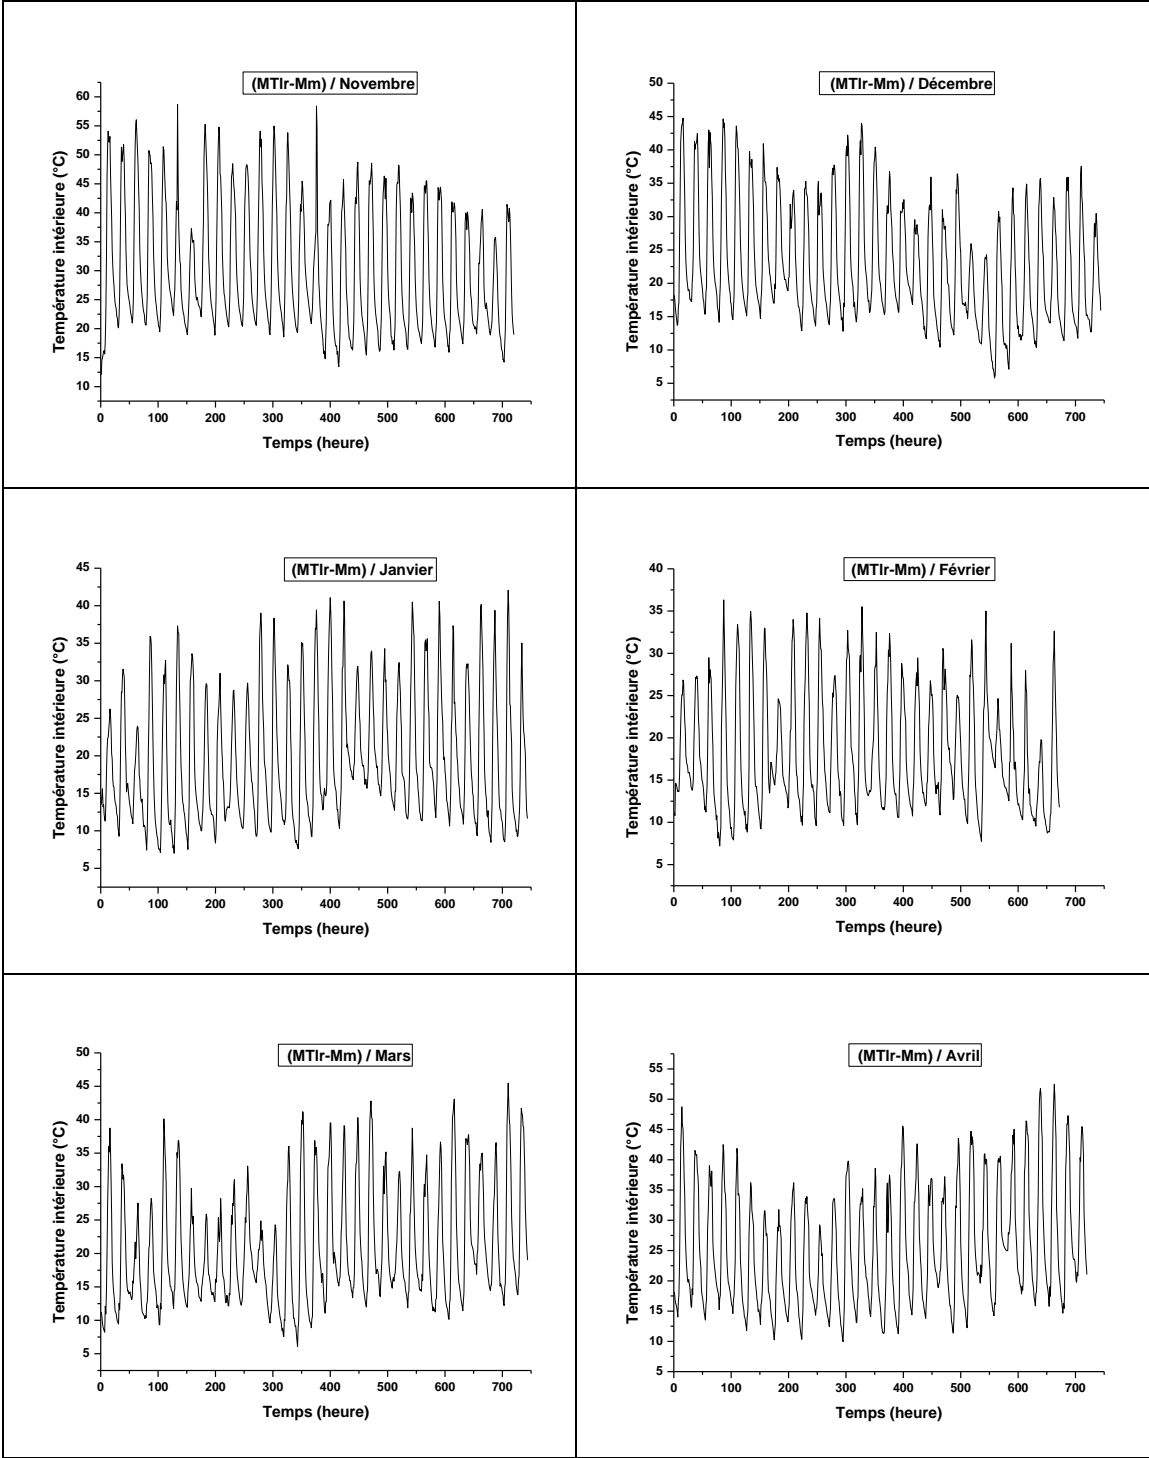 (MTIr-Mm) / Novembre
60
55
50
45
40
35
30
25
20
15
10
Température intérieure (°C)
0 100 200 300 400 500 600 700
Temps (heure)
(MTIr-Mm) / Décembre
50
45
40
35
30
25
20
15
10
5
Température intérieure (°C)
0 100 200 300 400 500 600 700
Temps (heure)
(MTIr-Mm) / Janvier
45
40
35
30
25
20
15
10
5
Température intérieure (°C)
0 100 200 300 400 500 600 700
Temps (heure)
(MTIr-Mm) / Février
40
35
30
25
20
15
10
5
Température intérieure (°C)
0 100 200 300 400 500 600 700
Temps (heure)
(MTIr-Mm) / Mars
50
45
40
35
30
25
20
15
10
5
Température intérieure (°C)
0 100 200 300 400 500 600 700
Temps (heure)
(MTIr-Mm) / Avril
55
50
45
40
35
30
25
20
15
10
5
Température intérieure (°C)
0 100 200 300 400 500 600 700
Temps (heure)